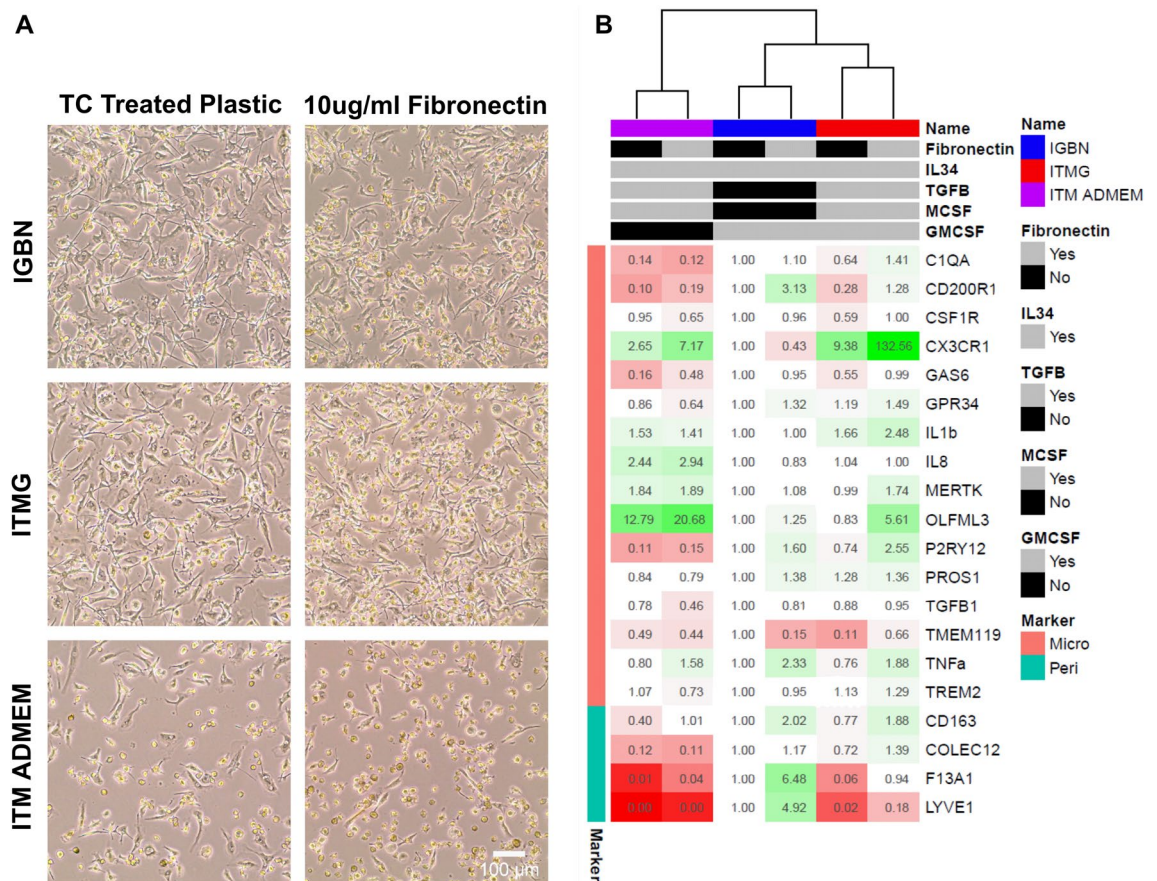 A
TC Treated Plastic
10ug/ml Fibronectin
IGBN
ITMG
ITM ADMEM
100 µm
B
Name
Fibronectin
IL34
TGFB
MCSF
GMCSF
0.14 0.12 1.00 1.10 0.64 1.41 C1QA
0.10 0.19 1.00 3.13 0.28 1.28 CD200R1
0.95 0.65 1.00 0.96 0.59 1.00 CSF1R
2.65 7.17 1.00 0.43 9.38 132.56 CX3CR1
0.16 0.48 1.00 0.95 0.55 0.99 GAS6
0.86 0.64 1.00 1.32 1.19 1.49 GPR34
1.53 1.41 1.00 1.00 1.66 2.48 IL1b
2.44 2.94 1.00 0.83 1.04 1.00 IL8
1.84 1.89 1.00 1.08 0.99 1.74 MERTK
12.79 20.68 1.00 1.25 0.83 5.61 OLFML3
0.11 0.15 1.00 1.60 0.74 2.55 P2RY12
0.84 0.79 1.00 1.38 1.28 1.36 PROS1
0.78 0.46 1.00 0.81 0.88 0.95 TGFB1
0.49 0.44 1.00 0.15 0.11 0.66 TMEM119
0.80 1.58 1.00 2.33 0.76 1.88 TNFa
1.07 0.73 1.00 0.95 1.13 1.29 TREM2
0.40 1.01 1.00 2.02 0.77 1.88 CD163
0.12 0.11 1.00 1.17 0.72 1.39 COLEC12
0.01 0.04 1.00 6.48 0.06 0.94 F13A1
0.00 0.00 1.00 4.92 0.02 0.18 LYVE1
Marker
Name
IGBN
ITMG
ITM ADMEM
Fibronectin
Yes
No
IL34
Yes
TGFB
Yes
No
MCSF
Yes
No
GMCSF
Yes
No
Marker
Micro
Peri